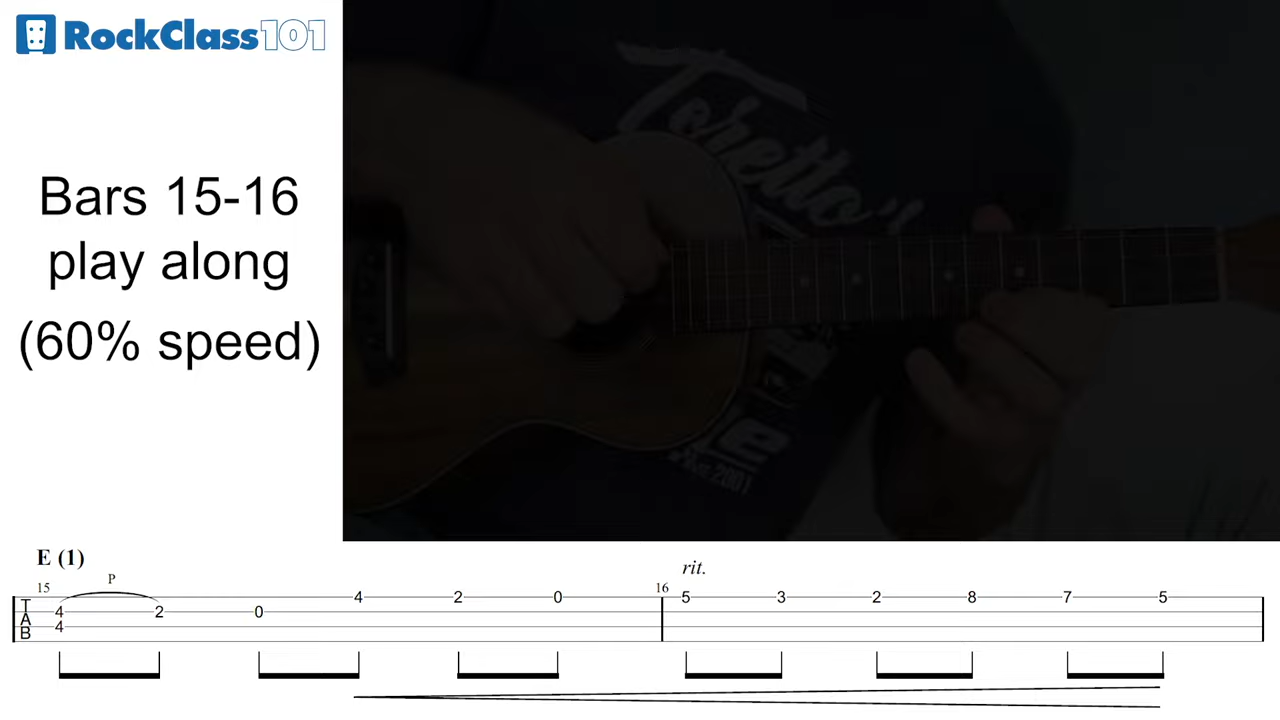 RockClass101
Toretto's
Bars 15-16
play along
(60% speed)
E (1)
P
rit.
15
16
T
A
B
4 2 0 4 2 0 5 3 2 8 7 5
4